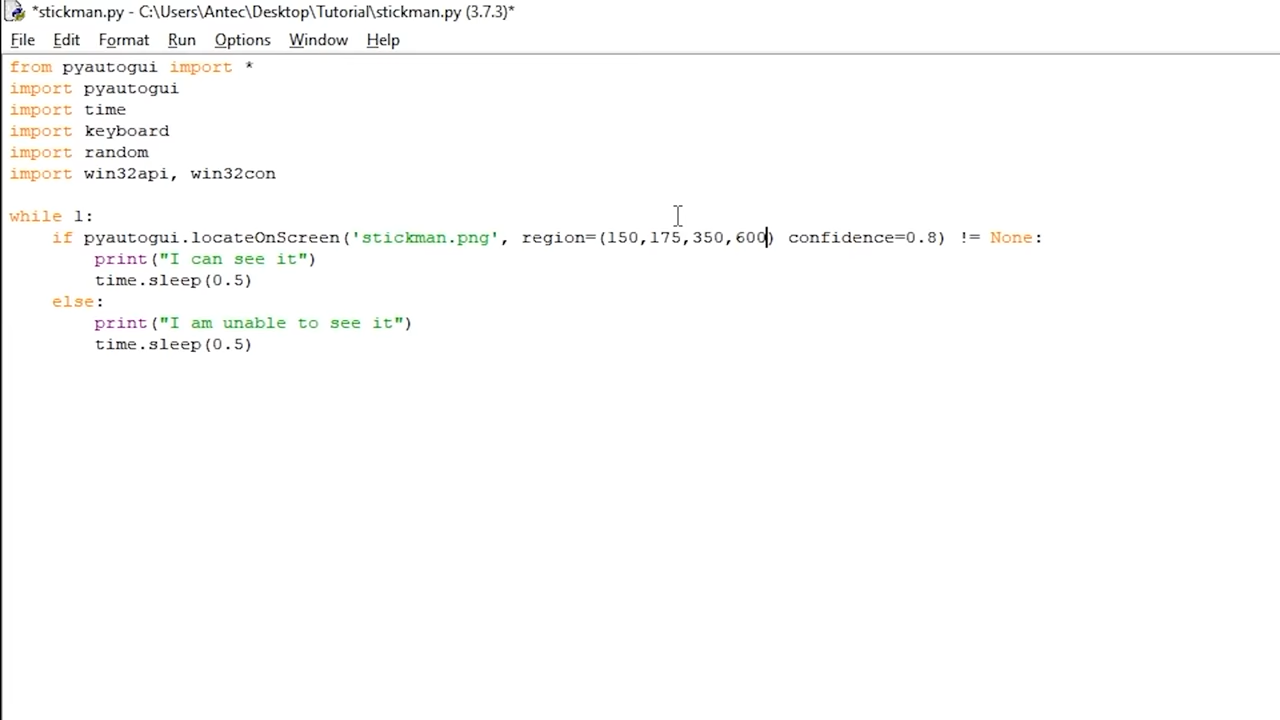 *stickman.py - C:\Users\Antec\Desktop\Tutorial\stickman.py (3.7.3)*
File Edit Format Run Options Window Help
from pyautogui import *
import pyautogui
import time
import keyboard
import random
import win32api, win32con
while 1:
    if pyautogui.locateOnScreen('stickman.png', region=(150,175,350,600) confidence=0.8) != None:
        print("I can see it")
        time.sleep(0.5)
    else:
        print("I am unable to see it")
        time.sleep(0.5)